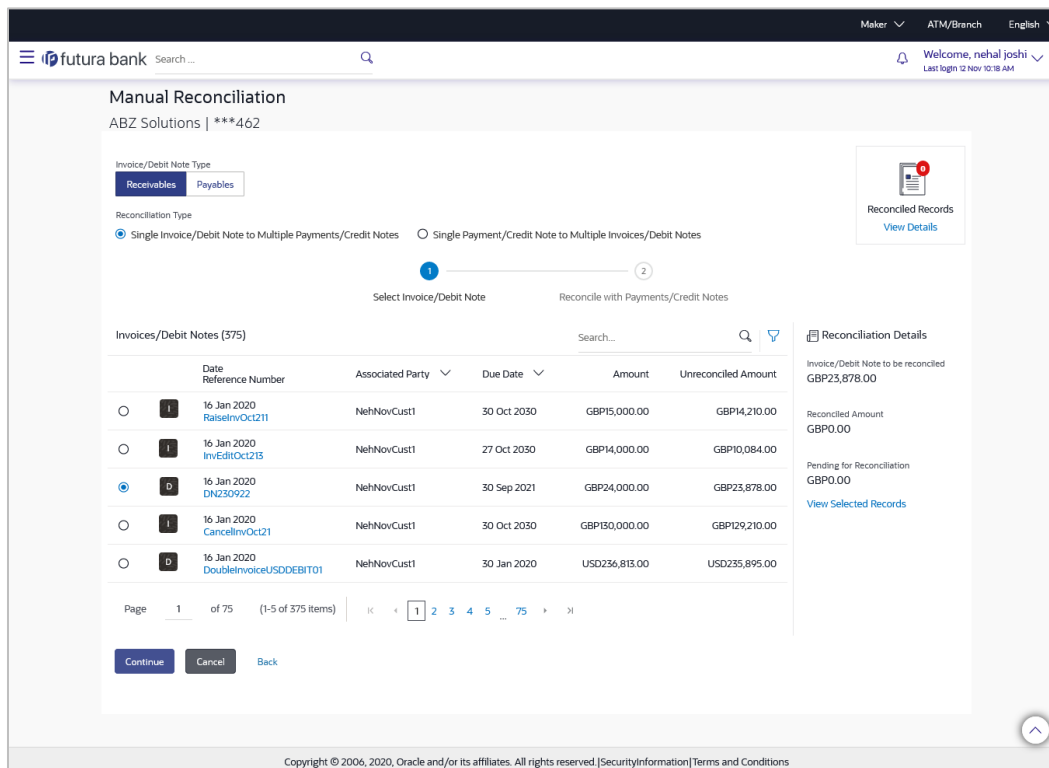 Maker ATM/Branch English
futura bank Search ... Welcome, nehal joshi
Last login 12 Nov 10:18 AM
Manual Reconciliation
ABZ Solutions | ***462
Invoice/Debit Note Type
Receivables Payables
0
Reconciled Records
View Details
Reconciliation Type
Single Invoice/Debit Note to Multiple Payments/Credit Notes Single Payment/Credit Note to Multiple Invoices/Debit Notes
1 2
Select Invoice/Debit Note Reconcile with Payments/Credit Notes
Invoices/Debit Notes (375) Search...
Date
Reference Number Associated Party Due Date Amount Unreconciled Amount
I 16 Jan 2020
RaiseInvOct211 NehNovCust1 30 Oct 2030 GBP15,000.00 GBP14,210.00
I 16 Jan 2020
InvEditOct213 NehNovCust1 27 Oct 2030 GBP14,000.00 GBP10,084.00
D 16 Jan 2020
DN230922 NehNovCust1 30 Sep 2021 GBP24,000.00 GBP23,878.00
I 16 Jan 2020
CancelInvOct21 NehNovCust1 30 Oct 2030 GBP130,000.00 GBP129,210.00
D 16 Jan 2020
DoubleInvoiceUSDDEBIT01 NehNovCust1 30 Jan 2020 USD236,813.00 USD235,895.00
Page 1 of 75 (1-5 of 375 items) 1 2 3 4 5 ... 75
Reconciliation Details
Invoice/Debit Note to be reconciled
GBP23,878.00
Reconciled Amount
GBP0.00
Pending for Reconciliation
GBP0.00
View Selected Records
Continue Cancel Back
Copyright © 2006, 2020, Oracle and/or its affiliates. All rights reserved.|SecurityInformation|Terms and Conditions